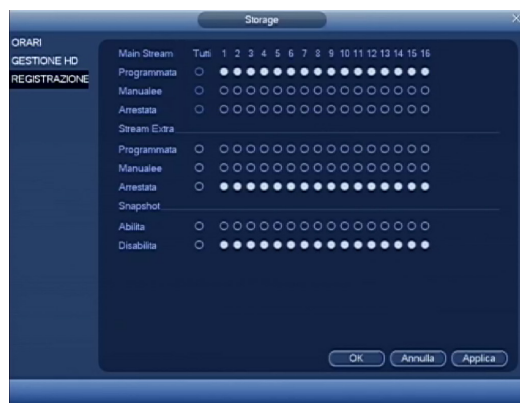 Storage
ORARI
GESTIONE HD
REGISTRAZIONE
Main Stream Tutti 1 2 3 4 5 6 7 8 9 10 11 12 13 14 15 16
Programmata
Manualee
Arrestata
Stream Extra
Programmata
Manualee
Arrestata
Snapshot
Abilita
Disabilita
OK Annulla Applica